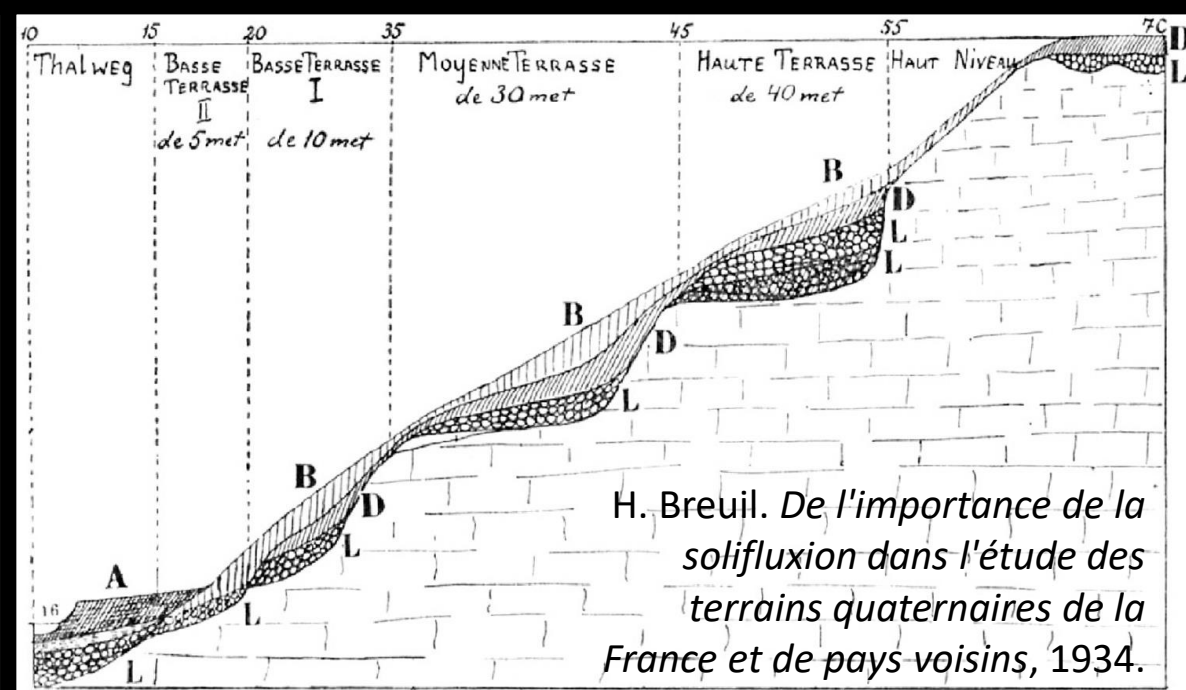 10 15 20 35 45 55 70
Thalweg
BASSE
TERRASSE
II
de 5 met
BASSE TERRASSE
I
de 10 met
MOYENNE TERRASSE
de 30 met
HAUTE TERRASSE
de 40 met
HAUT NIVEAU
D
L
B
D
L
L
B
D
L
B
D
L
A
16
L
L
H. Breuil. De l'importance de la
solifluxion dans l'étude des
terrains quaternaires de la
France et de pays voisins, 1934.